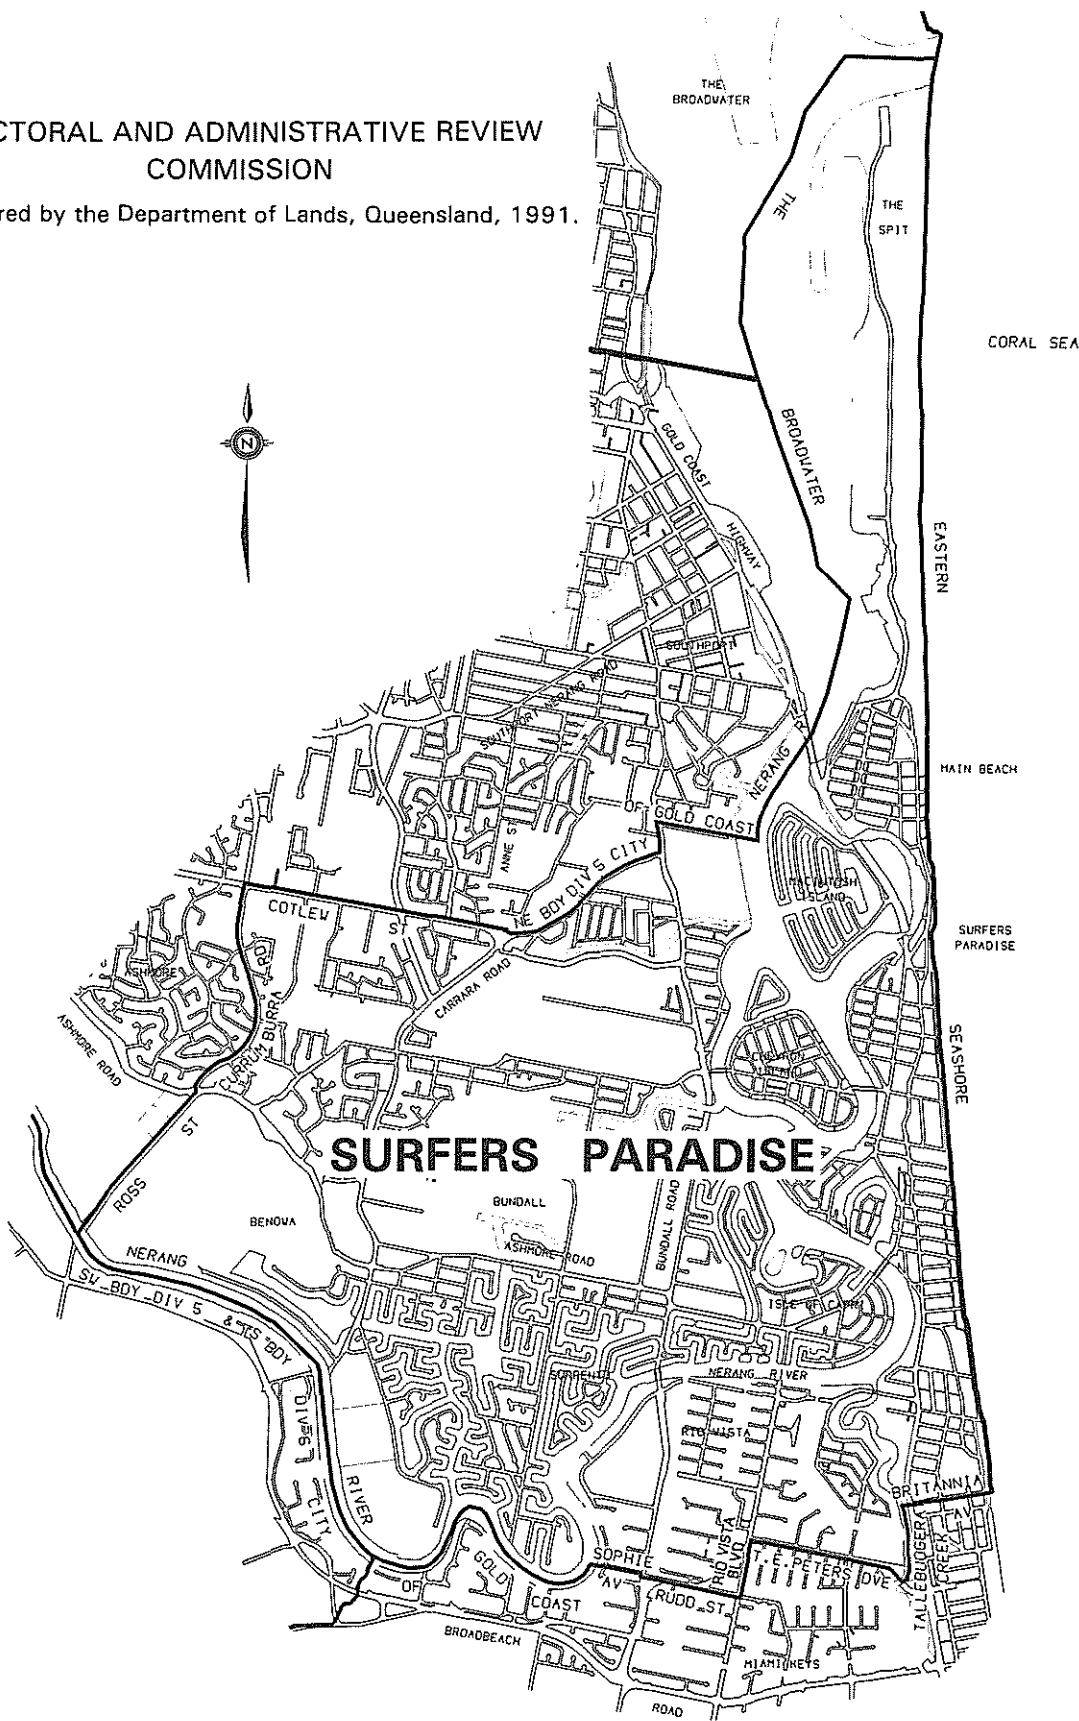 CTORAL AND ADMINISTRATIVE REVIEW
COMMISSION
red by the Department of Lands, Queensland, 1991.
THE
BROADWATER
THE
THE
SPIT
CORAL SEA
N
BROADWATER
GOLD COAST
HIGHWAY
EASTERN
SOUTHPORT
SOUTHPORT NERANG ROAD
NERANG R
MAIN BEACH
OF GOLD COAST
ANNE ST
NE BOY DIV 5 CITY
MACINTOSH
ISLAND
COTLEW ST
SURFERS
PARADISE
ASHMORE
RD
CARRARA ROAD
CURRUMBURRA
ASHMORE ROAD
CHEVRON
ISLAND
SEASHORE
ROSS ST
SURFERS PARADISE
BUNDALL
BUNDALL ROAD
BENOWA
ASHMORE ROAD
NERANG
SW BDY DIV 5
ISLE OF CAPRI
SORRENTO
NERANG RIVER
RIO VISTA
RIVER
CITY
BRITANNIA
AV
TALLEBUDGERA
CREEK
RIO VISTA
BLVD
SOPHIE
AV
T.E.PETERS DVE
GOLD
OF
COAST
RUDD ST
BROADBEACH
MIAMI KEYS
ROAD